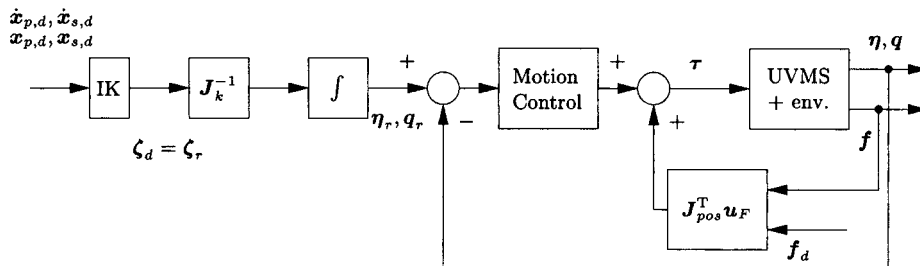 ẋ_{p,d}, ẋ_{s,d}
x_{p,d}, x_{s,d}
IK
J_k^{-1}
∫
ζ_d = ζ_r
+
η_r, q_r
−
Motion
Control
+
+
τ
UVMS
+ env.
η, q
f
J_{pos}^T u_F
f_d